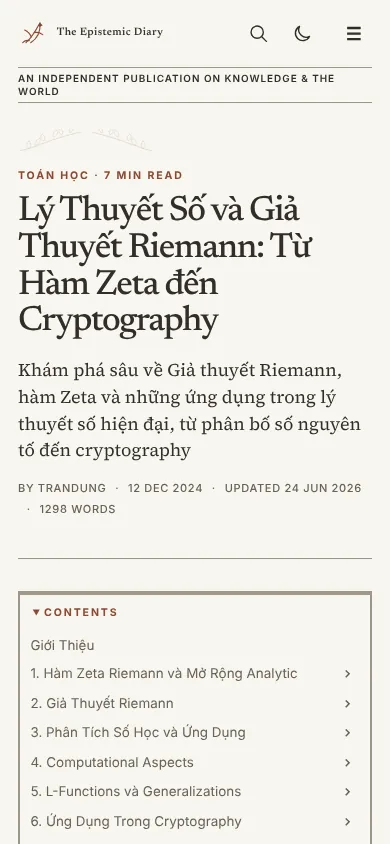 The Epistemic Diary
AN INDEPENDENT PUBLICATION ON KNOWLEDGE & THE
WORLD
TOÁN HỌC · 7 MIN READ
Lý Thuyết Số và Giả
Thuyết Riemann: Từ
Hàm Zeta đến
Cryptography
Khám phá sâu về Giả thuyết Riemann,
hàm Zeta và những ứng dụng trong lý
thuyết số hiện đại, từ phân bố số nguyên
tố đến cryptography
BY TRANDUNG · 12 DEC 2024 · UPDATED 24 JUN 2026
· 1298 WORDS
▼ CONTENTS
Giới Thiệu
1. Hàm Zeta Riemann và Mở Rộng Analytic
2. Giả Thuyết Riemann
3. Phân Tích Số Học và Ứng Dụng
4. Computational Aspects
5. L-Functions và Generalizations
6. Ứng Dụng Trong Cryptography